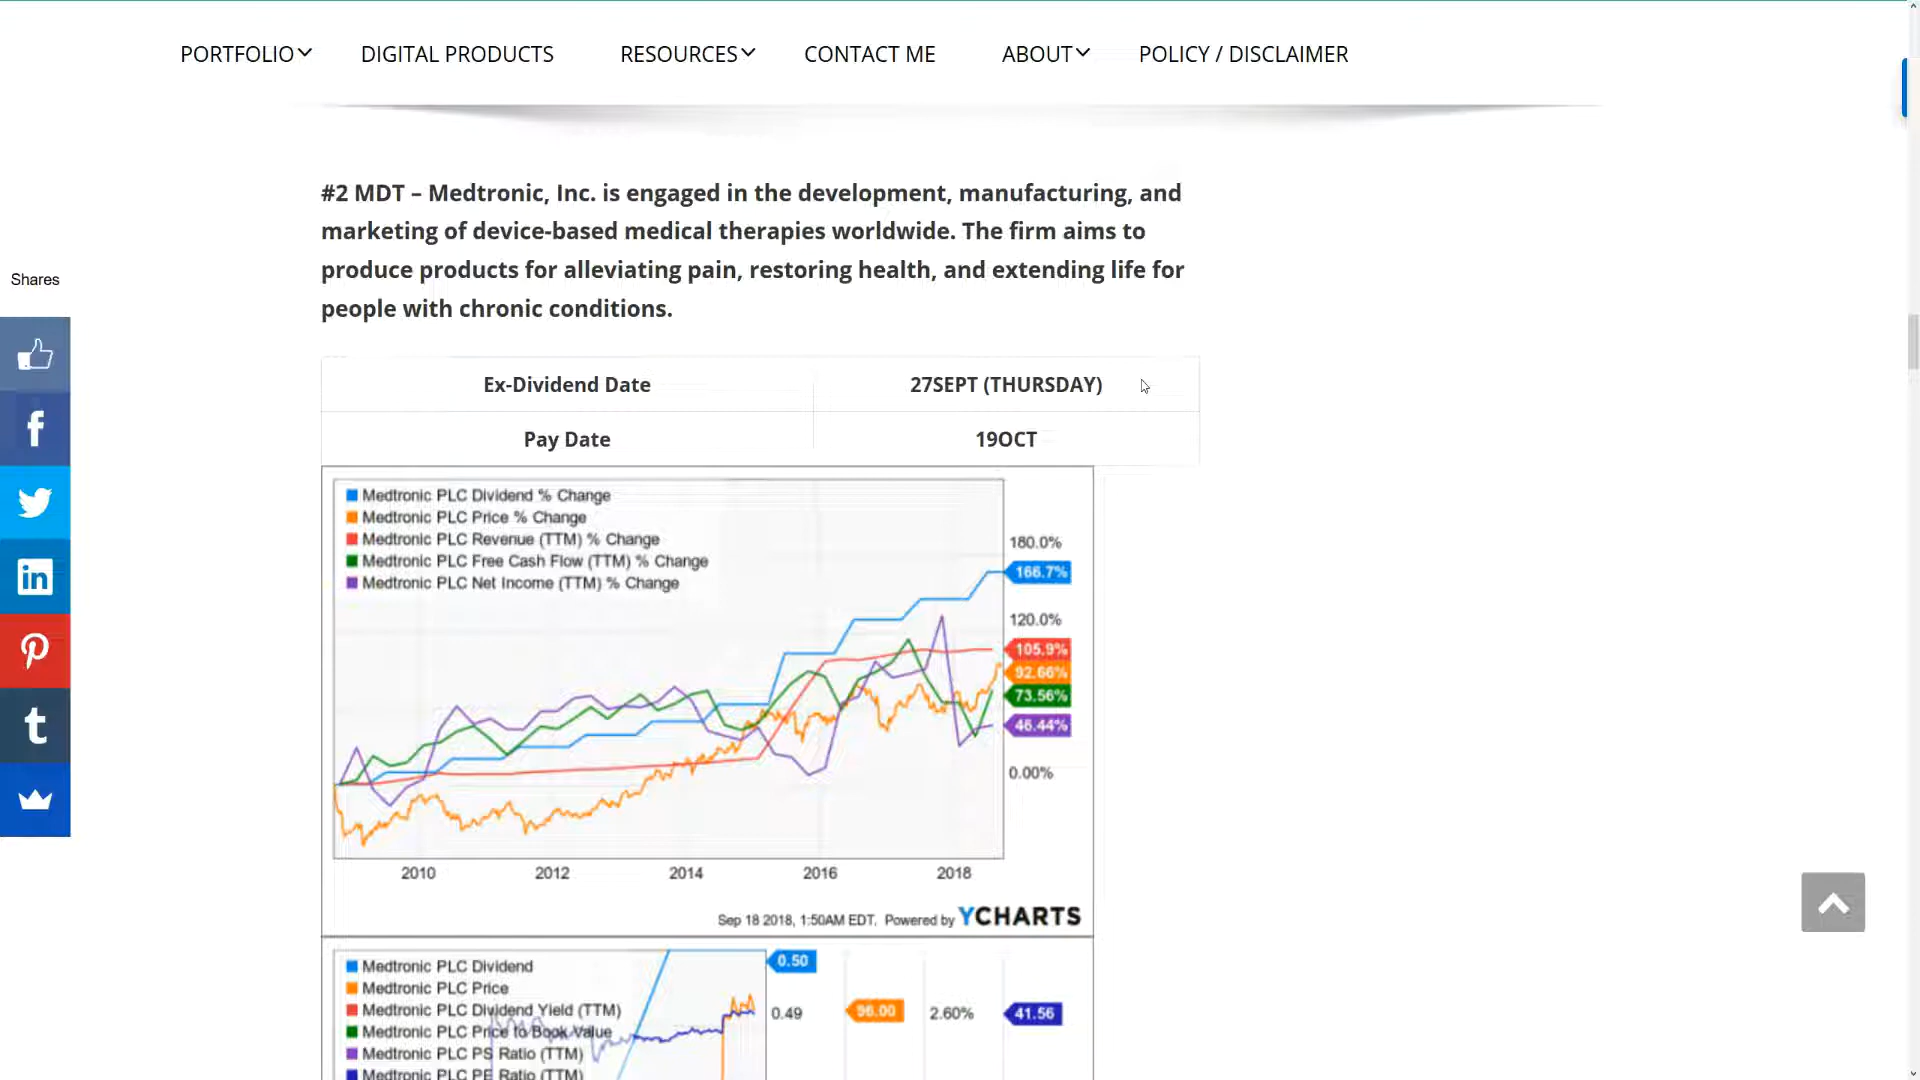 PORTFOLIO
DIGITAL PRODUCTS
RESOURCES
CONTACT ME
ABOUT
POLICY / DISCLAIMER
#2 MDT – Medtronic, Inc. is engaged in the development, manufacturing, and
marketing of device-based medical therapies worldwide. The firm aims to
produce products for alleviating pain, restoring health, and extending life for
people with chronic conditions.
Shares
Ex-Dividend Date
27SEPT (THURSDAY)
Pay Date
19OCT
Medtronic PLC Dividend % Change
Medtronic PLC Price % Change
Medtronic PLC Revenue (TTM) % Change
Medtronic PLC Free Cash Flow (TTM) % Change
Medtronic PLC Net Income (TTM) % Change
180.0%
166.7%
120.0%
105.9%
92.66%
73.56%
46.44%
0.00%
2010
2012
2014
2016
2018
Sep 18 2018, 1:50AM EDT. Powered by YCHARTS
Medtronic PLC Dividend
Medtronic PLC Price
Medtronic PLC Dividend Yield (TTM)
Medtronic PLC Price to Book Value
Medtronic PLC PS Ratio (TTM)
Medtronic PLC PE Ratio (TTM)
0.50
0.49
96.00
2.60%
41.56